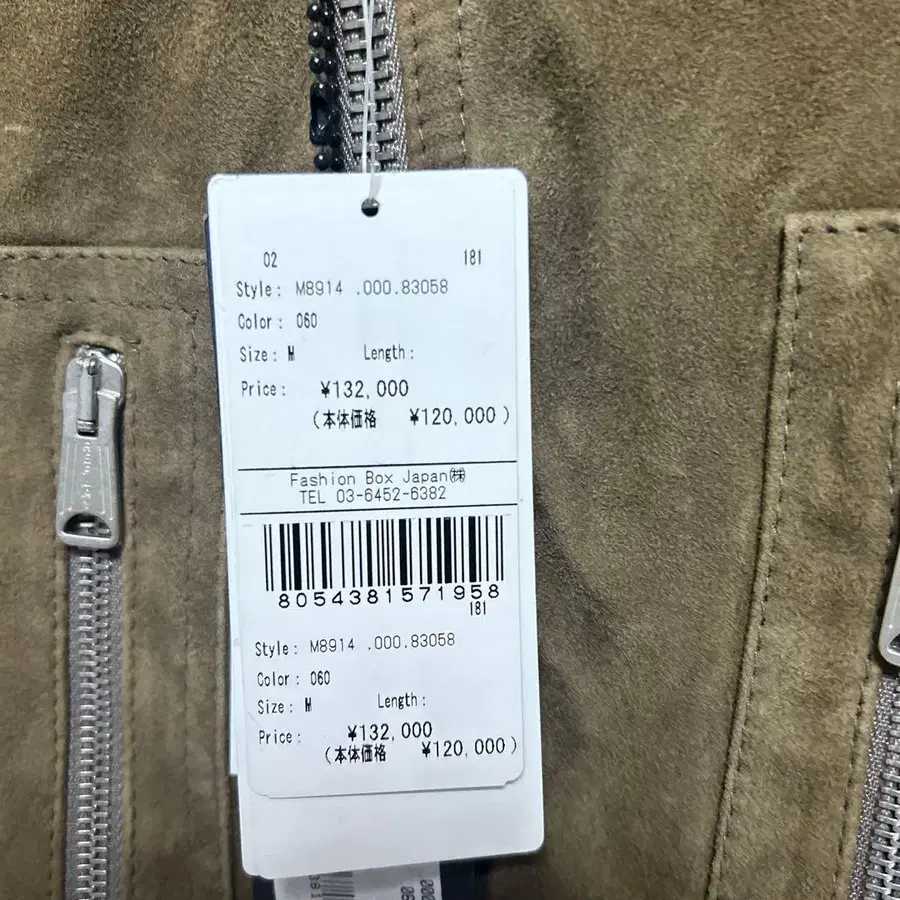 02 181
Style: M8914 .000.83058
Color: 060
Size: M Length:
Price: ¥132,000
(本体価格 ¥120,000)
Fashion Box Japan㈱
TEL 03-6452-6382
8054381571958
181
Style: M8914 .000.83058
Color: 060
Size: M Length:
Price: ¥132,000
(本体価格 ¥120,000)